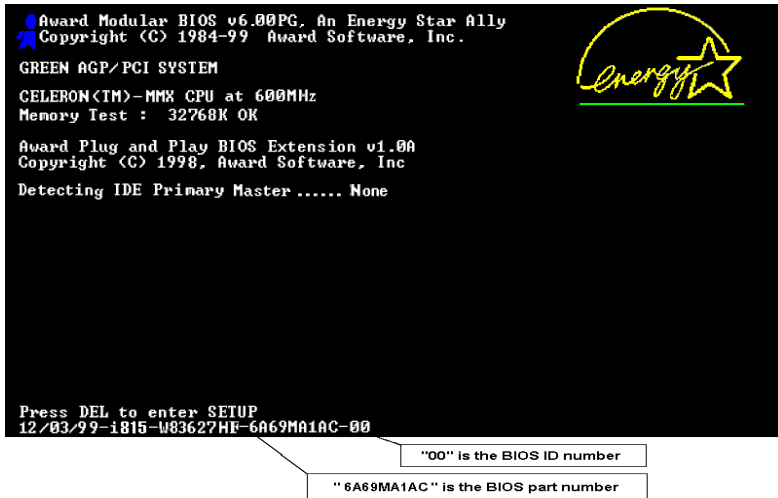 Award Modular BIOS v6.00PG, An Energy Star Ally
Copyright (C) 1984-99 Award Software, Inc.
energy
GREEN AGP/PCI SYSTEM
CELERON(TM)-MMX CPU at 600MHz
Memory Test : 32768K OK
Award Plug and Play BIOS Extension v1.0A
Copyright (C) 1998, Award Software, Inc
Detecting IDE Primary Master ...... None
Press DEL to enter SETUP
12/03/99-i815-W83627HF-6A69MA1AC-00
"00" is the BIOS ID number
"6A69MA1AC" is the BIOS part number